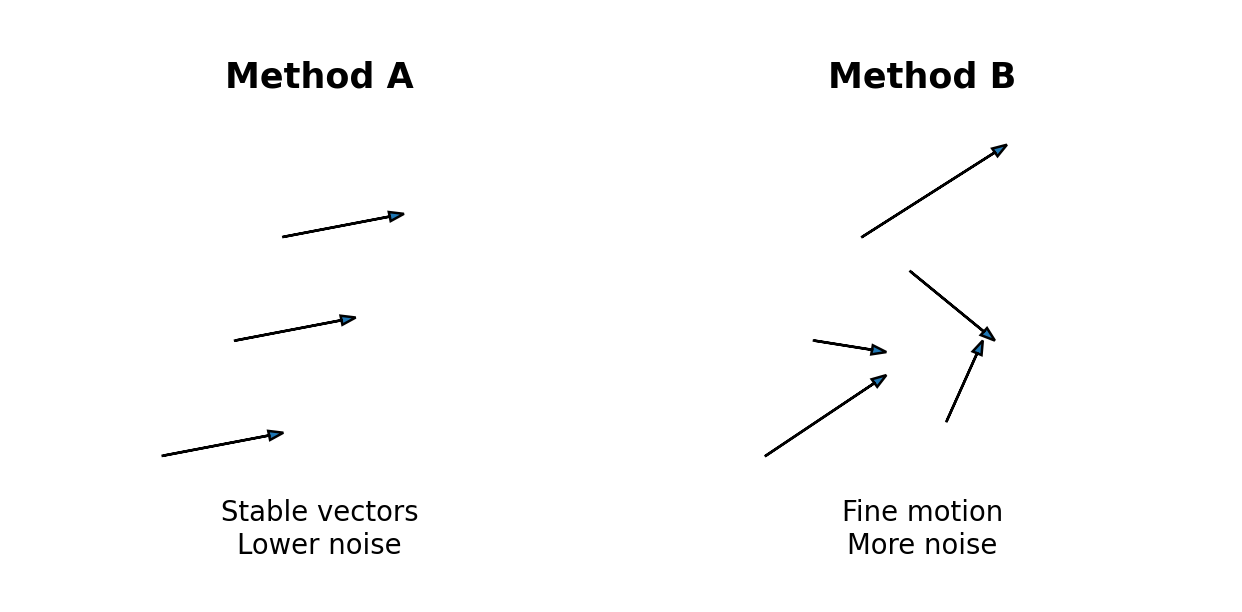 Method A
Method B
Stable vectors
Lower noise
Fine motion
More noise